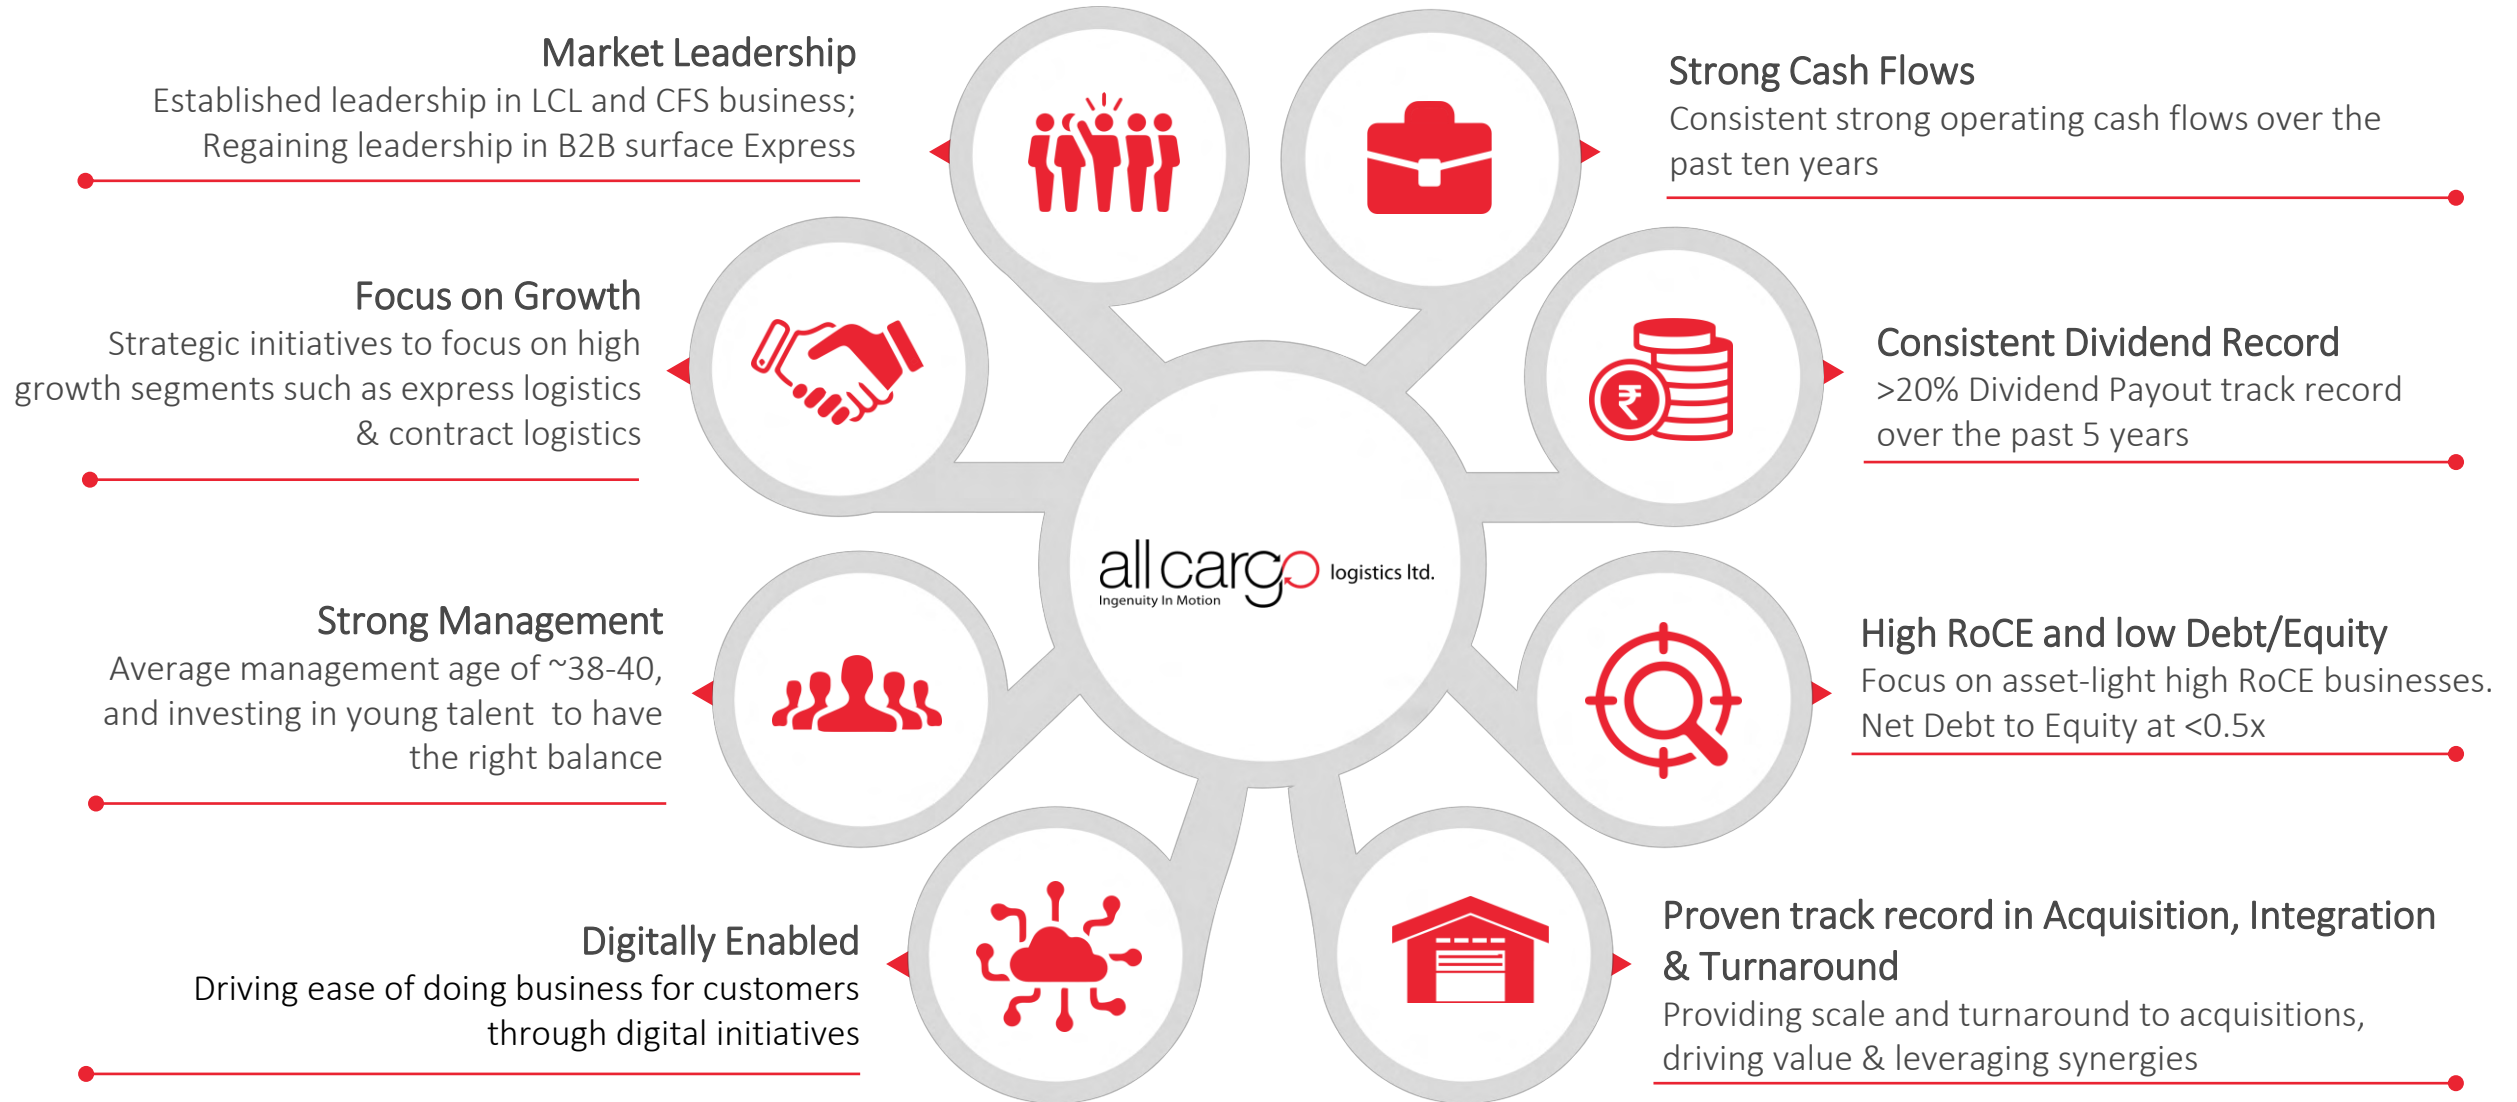 Market Leadership
Established leadership in LCL and CFS business;
Regaining leadership in B2B surface Express
Focus on Growth
Strategic initiatives to focus on high
growth segments such as express logistics
& contract logistics
Strong Management
Average management age of ~38-40,
and investing in young talent  to have
the right balance
Digitally Enabled
Driving ease of doing business for customers
through digital initiatives
allcargo logistics ltd.
Ingenuity In Motion
Strong Cash Flows
Consistent strong operating cash flows over the
past ten years
₹
Consistent Dividend Record
>20% Dividend Payout track record
over the past 5 years
High RoCE and low Debt/Equity
Focus on asset-light high RoCE businesses.
Net Debt to Equity at <0.5x
Proven track record in Acquisition, Integration
& Turnaround
Providing scale and turnaround to acquisitions,
driving value & leveraging synergies